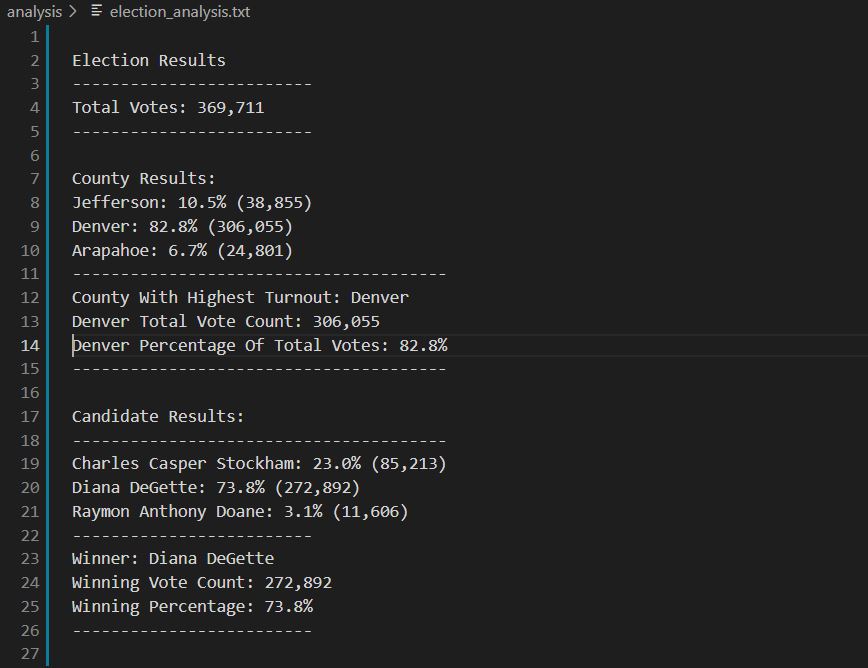 analysis > election_analysis.txt
1
2 Election Results
3 -------------------------
4 Total Votes: 369,711
5 -------------------------
6
7 County Results:
8 Jefferson: 10.5% (38,855)
9 Denver: 82.8% (306,055)
10 Arapahoe: 6.7% (24,801)
11 ---------------------------------------
12 County With Highest Turnout: Denver
13 Denver Total Vote Count: 306,055
14 Denver Percentage Of Total Votes: 82.8%
15 ---------------------------------------
16
17 Candidate Results:
18 ---------------------------------------
19 Charles Casper Stockham: 23.0% (85,213)
20 Diana DeGette: 73.8% (272,892)
21 Raymon Anthony Doane: 3.1% (11,606)
22 -------------------------
23 Winner: Diana DeGette
24 Winning Vote Count: 272,892
25 Winning Percentage: 73.8%
26 -------------------------
27